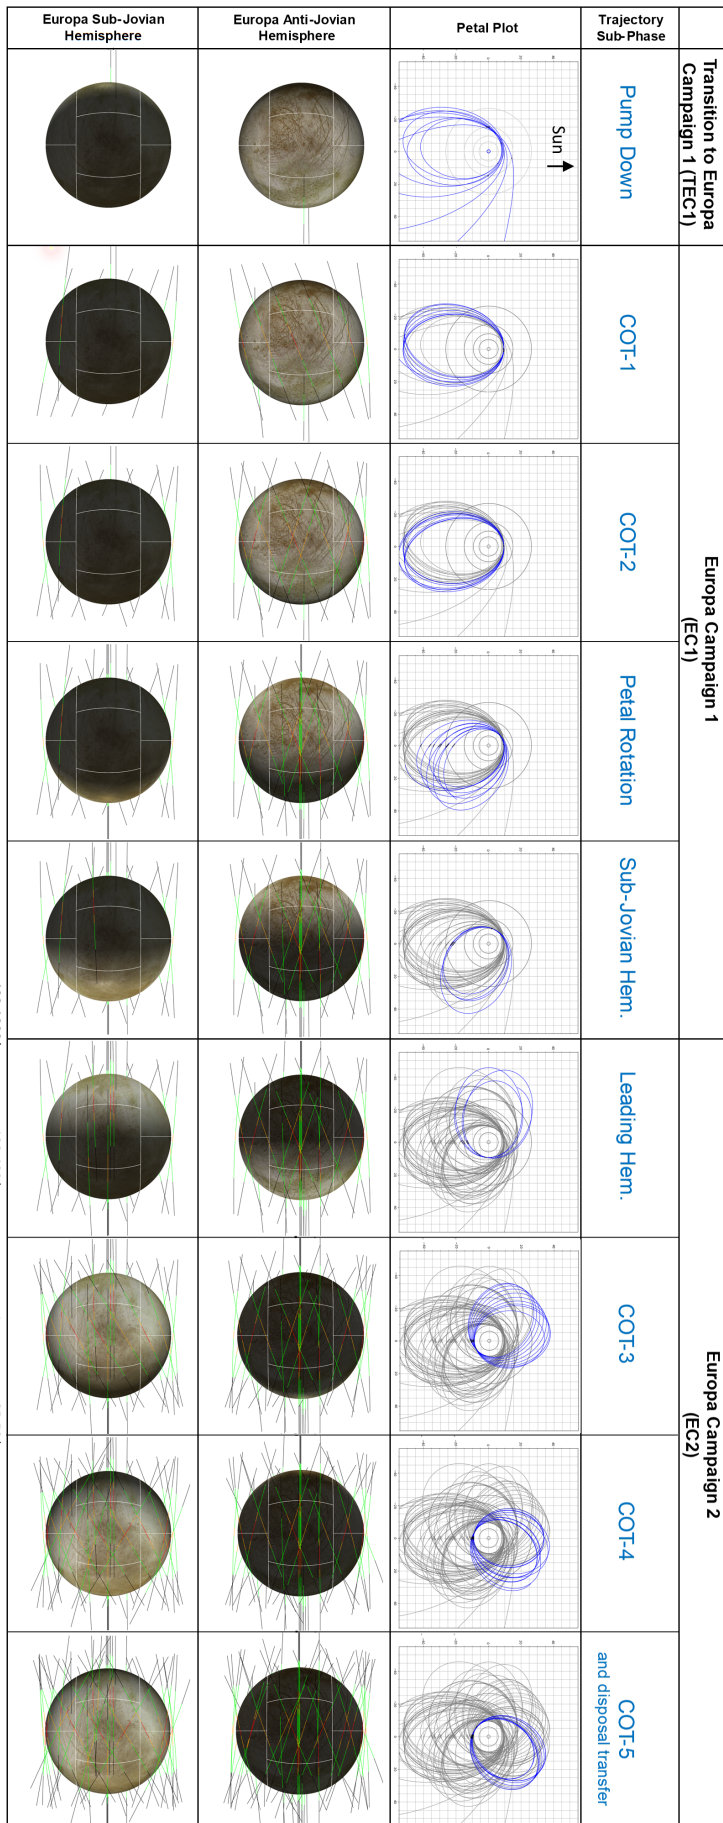 Europa Sub-Jovian
Hemisphere
Europa Anti-Jovian
Hemisphere
Petal Plot
Trajectory
Sub-Phase
Transition to Europa
Campaign 1 (TEC1)
Pump Down
Sun
Europa Campaign 1
(EC1)
COT-1
COT-2
Petal Rotation
Sub-Jovian Hem.
Europa Campaign 2
(EC2)
Leading Hem.
COT-3
COT-4
COT-5
and disposal transfer